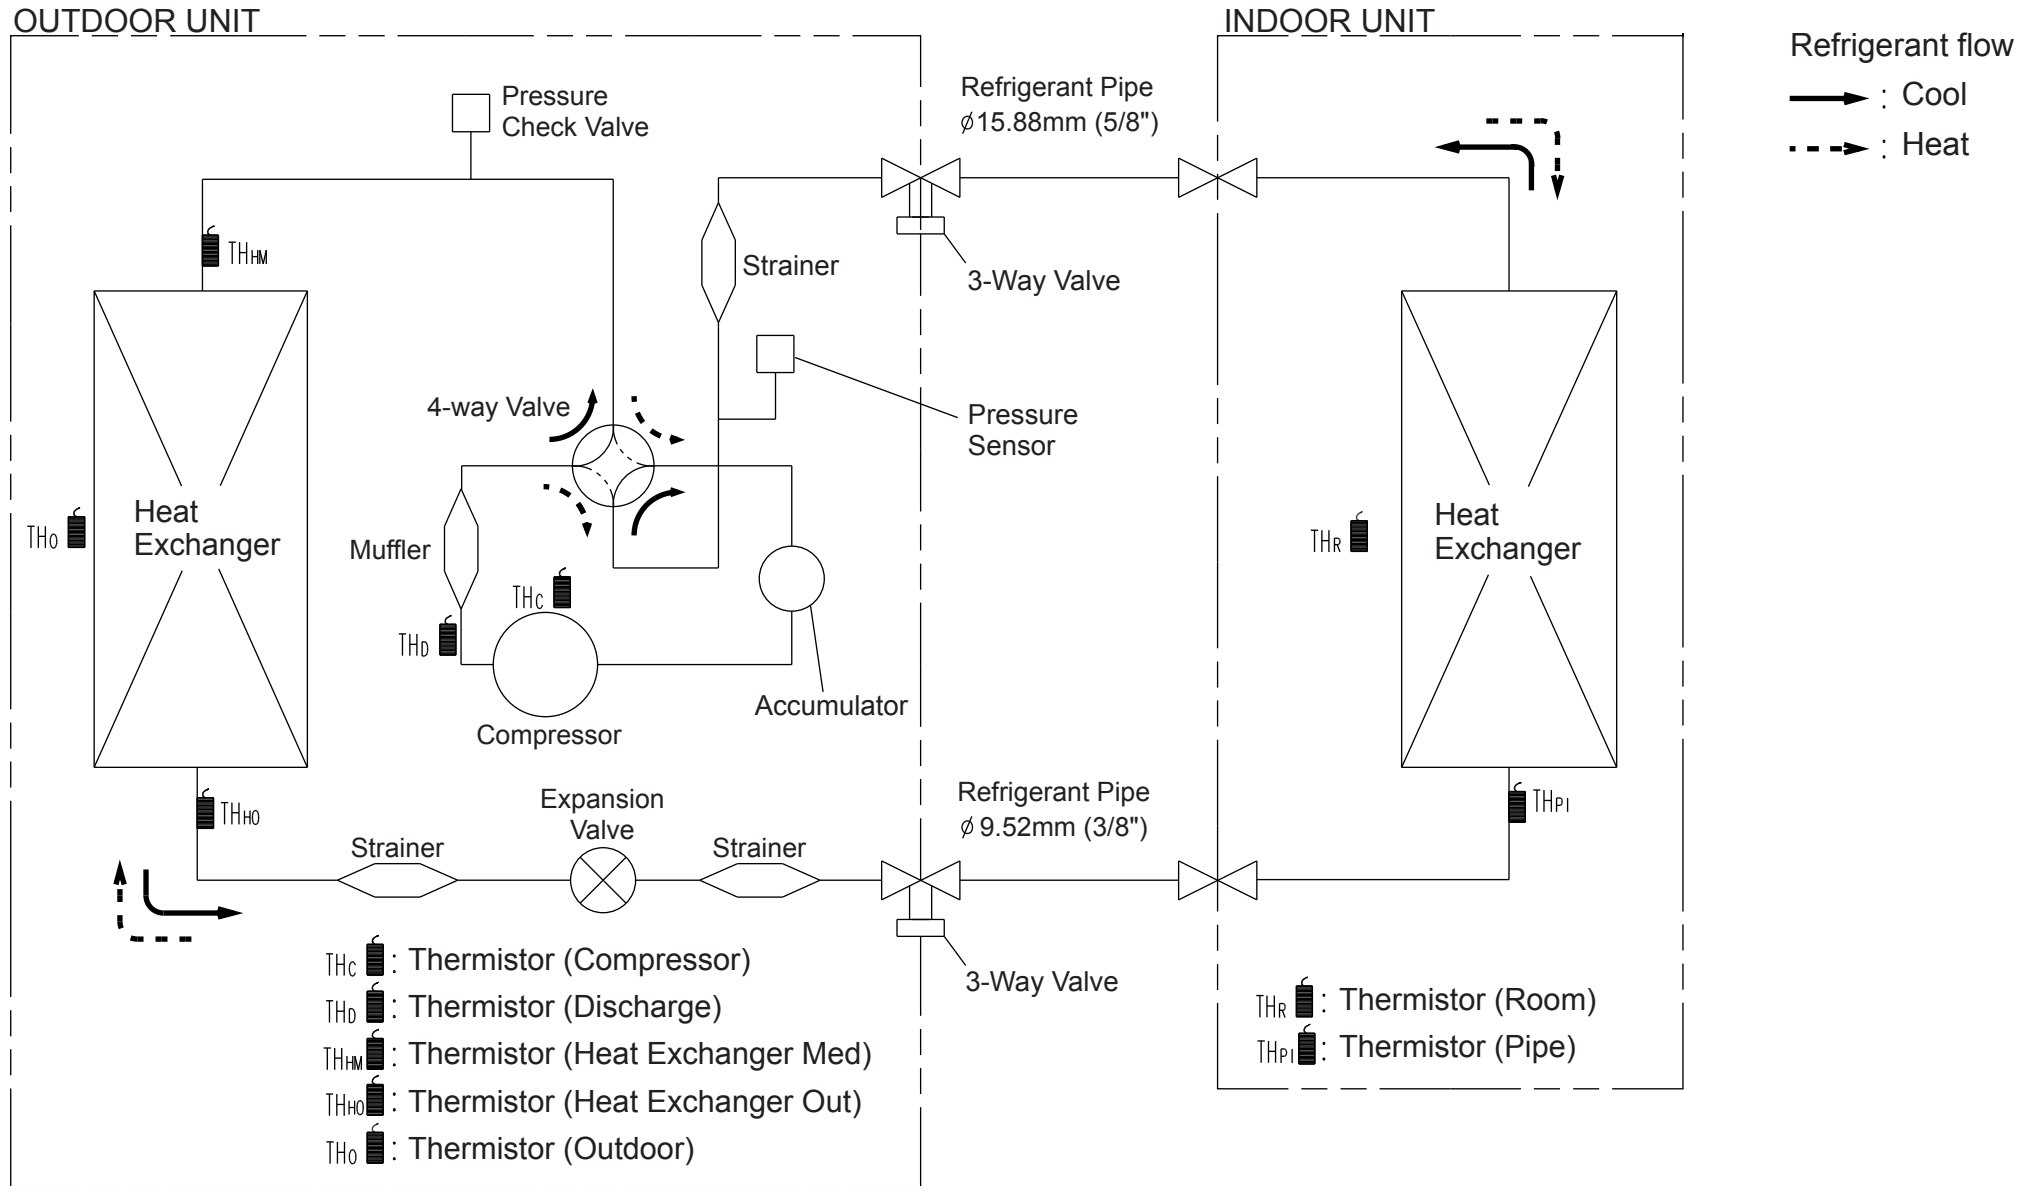 OUTDOOR UNIT
INDOOR UNIT
Refrigerant flow
: Cool
: Heat
Pressure
Check Valve
Refrigerant Pipe
ϕ15.88mm (5/8")
THHM
Strainer
3-Way Valve
4-way Valve
Pressure
Sensor
Heat
Exchanger
THO
Muffler
THC
THD
Compressor
Accumulator
THR
Heat
Exchanger
THHO
Strainer
Expansion
Valve
Strainer
Refrigerant Pipe
ϕ9.52mm (3/8")
THPI
3-Way Valve
THC : Thermistor (Compressor)
THD : Thermistor (Discharge)
THHM : Thermistor (Heat Exchanger Med)
THHO : Thermistor (Heat Exchanger Out)
THO : Thermistor (Outdoor)
THR : Thermistor (Room)
THPI : Thermistor (Pipe)